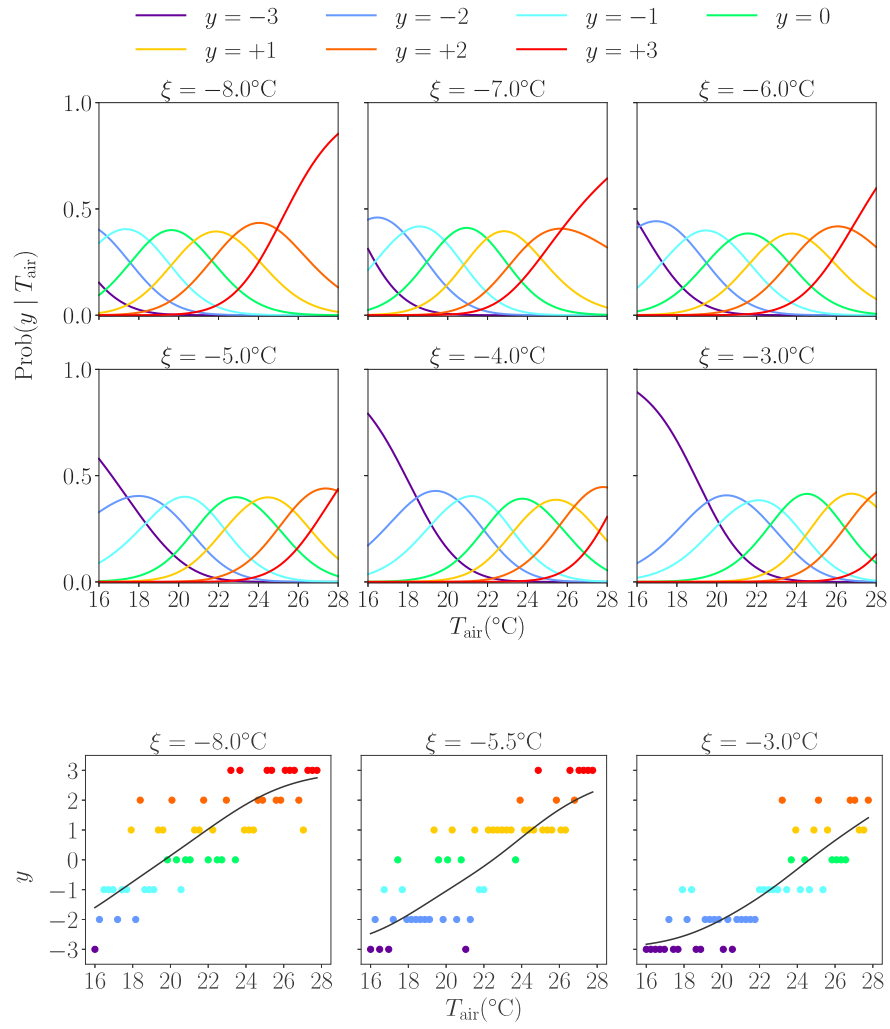 y = −3 y = −2 y = −1 y = 0
y = +1 y = +2 y = +3
ξ = −8.0°C ξ = −7.0°C ξ = −6.0°C
1.0
0.5
0.0
Prob(y | T_air)
ξ = −5.0°C ξ = −4.0°C ξ = −3.0°C
1.0
0.5
0.0
16 18 20 22 24 26 28 16 18 20 22 24 26 28 16 18 20 22 24 26 28
T_air(°C)
ξ = −8.0°C ξ = −5.5°C ξ = −3.0°C
3
2
1
0
−1
−2
−3
y
16 18 20 22 24 26 28 16 18 20 22 24 26 28 16 18 20 22 24 26 28
T_air(°C)